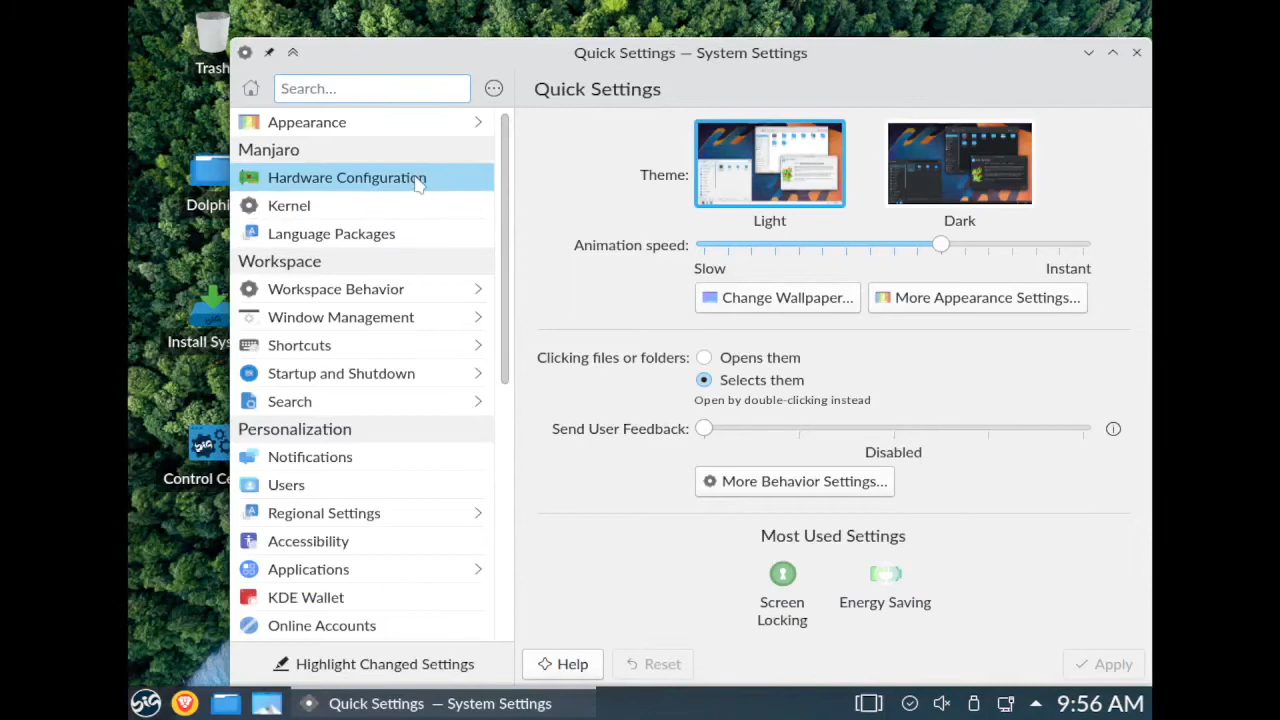 Trash
Quick Settings — System Settings
Search...
Quick Settings
Appearance
Manjaro
Hardware Configuration
Kernel
Language Packages
Workspace
Workspace Behavior
Window Management
Shortcuts
Startup and Shutdown
Search
Personalization
Notifications
Users
Regional Settings
Accessibility
Applications
KDE Wallet
Online Accounts
Highlight Changed Settings
Theme:
Light
Dark
Animation speed:
Slow
Instant
Change Wallpaper...
More Appearance Settings...
Clicking files or folders:
Opens them
Selects them
Open by double-clicking instead
Send User Feedback:
Disabled
More Behavior Settings...
Most Used Settings
Screen
Locking
Energy Saving
Help
Reset
Apply
Dolphi
Install Sys
Control Ce
Quick Settings — System Settings
9:56 AM